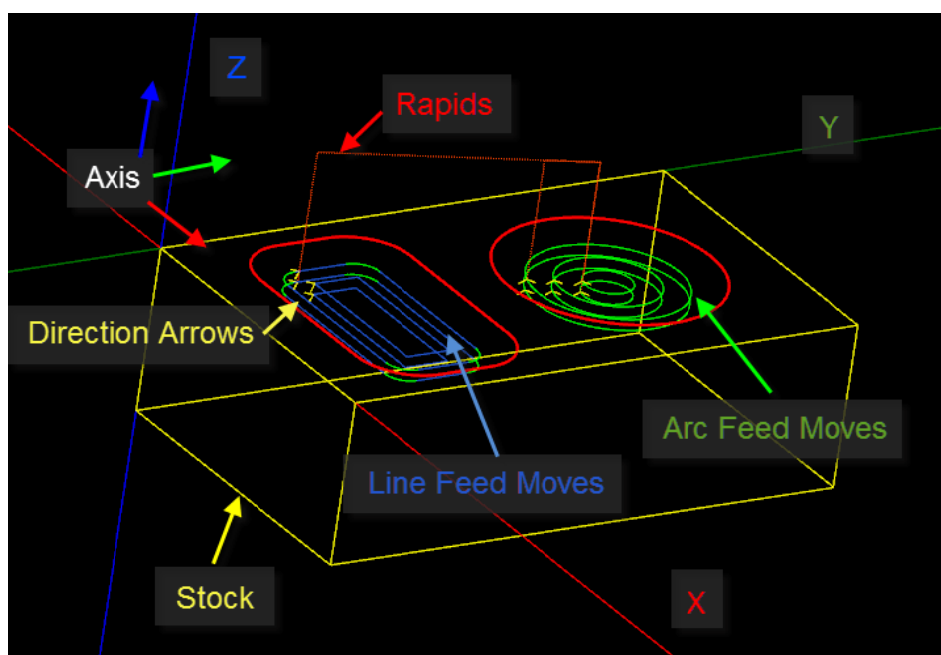 Z
Rapids
Y
Axis
Direction Arrows
Arc Feed Moves
Line Feed Moves
Stock
X